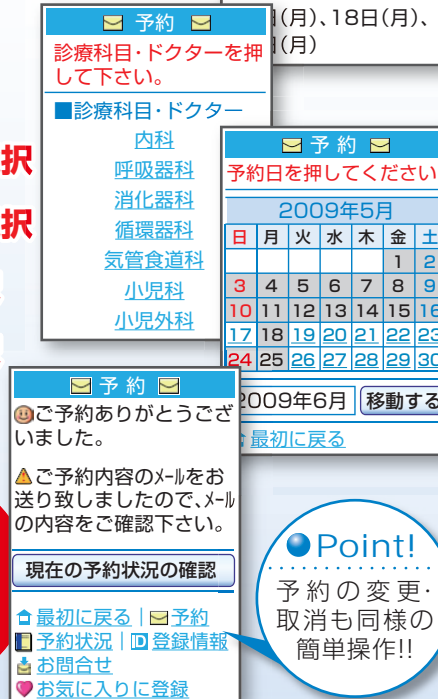 (月)、18日(月)、
(月)
予約
診療科目・ドクターを押
して下さい。
■診療科目・ドクター
内科
呼吸器科
消化器科
循環器科
気管食道科
小児科
小児外科
択
択
予約
予約日を押してください
2009年5月
日 月 火 水 木 金 土
1 2
3 4 5 6 7 8 9
10 11 12 13 14 15 16
17 18 19 20 21 22 23
24 25 26 27 28 29 30
2009年6月 移動する
最初に戻る
予約
ご予約ありがとうござ
いました。
ご予約内容のメールをお
送り致しましたので、メール
の内容をご確認下さい。
現在の予約状況の確認
最初に戻る|予約
予約状況|登録情報
お問合せ
お気に入りに登録
●Point!
予約の変更・
取消も同様の
簡単操作!!